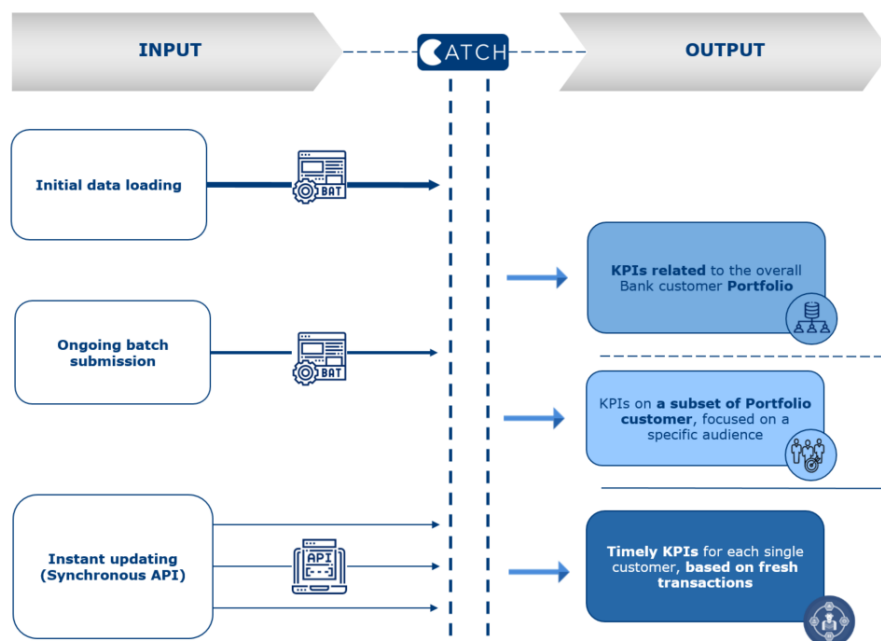 INPUT
CATCH
OUTPUT
Initial data loading
BAT
KPIs related to the overall
Bank customer Portfolio
Ongoing batch
submission
BAT
KPIs on a subset of Portfolio
customer, focused on a
specific audience
Instant updating
(Synchronous API)
API
[---]
Timely KPIs for each single
customer, based on fresh
transactions